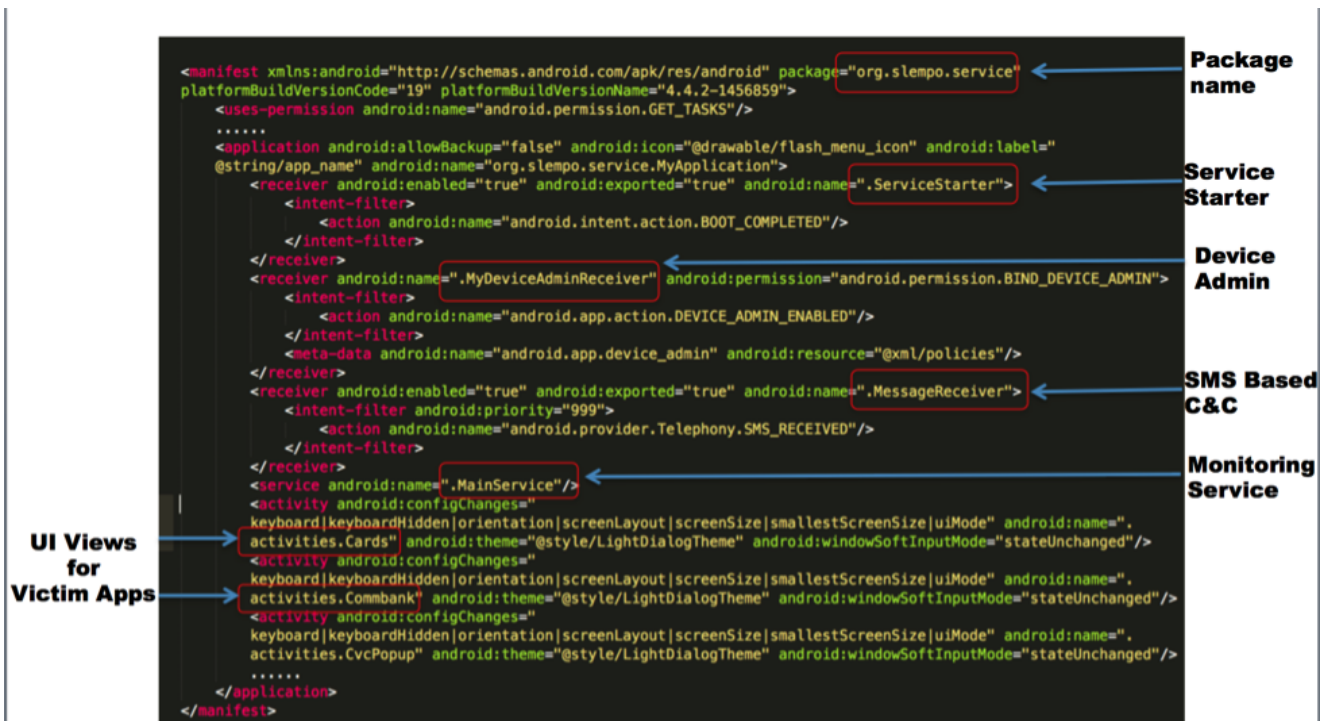 <manifest xmlns:android="http://schemas.android.com/apk/res/android" package="org.slempo.service"
platformBuildVersionCode="19" platformBuildVersionName="4.4.2-1456859">
<uses-permission android:name="android.permission.GET_TASKS"/>
......
<application android:allowBackup="false" android:icon="@drawable/flash_menu_icon" android:label="
@string/app_name" android:name="org.slempo.service.MyApplication">
<receiver android:enabled="true" android:exported="true" android:name=".ServiceStarter">
<intent-filter>
<action android:name="android.intent.action.BOOT_COMPLETED"/>
</intent-filter>
</receiver>
<receiver android:name=".MyDeviceAdminReceiver" android:permission="android.permission.BIND_DEVICE_ADMIN">
<intent-filter>
<action android:name="android.app.action.DEVICE_ADMIN_ENABLED"/>
</intent-filter>
<meta-data android:name="android.app.device_admin" android:resource="@xml/policies"/>
</receiver>
<receiver android:enabled="true" android:exported="true" android:name=".MessageReceiver">
<intent-filter android:priority="999">
<action android:name="android.provider.Telephony.SMS_RECEIVED"/>
</intent-filter>
</receiver>
<service android:name=".MainService"/>
<activity android:configChanges="
keyboard|keyboardHidden|orientation|screenLayout|screenSize|smallestScreenSize|uiMode" android:name=".
activities.Cards" android:theme="@style/LightDialogTheme" android:windowSoftInputMode="stateUnchanged"/>
<activity android:configChanges="
keyboard|keyboardHidden|orientation|screenLayout|screenSize|smallestScreenSize|uiMode" android:name=".
activities.Commbank" android:theme="@style/LightDialogTheme" android:windowSoftInputMode="stateUnchanged"/>
<activity android:configChanges="
keyboard|keyboardHidden|orientation|screenLayout|screenSize|smallestScreenSize|uiMode" android:name=".
activities.CvcPopup" android:theme="@style/LightDialogTheme" android:windowSoftInputMode="stateUnchanged"/>
......
</application>
</manifest>
Package
name
Service
Starter
Device
Admin
SMS Based
C&C
Monitoring
Service
UI Views
for
Victim Apps